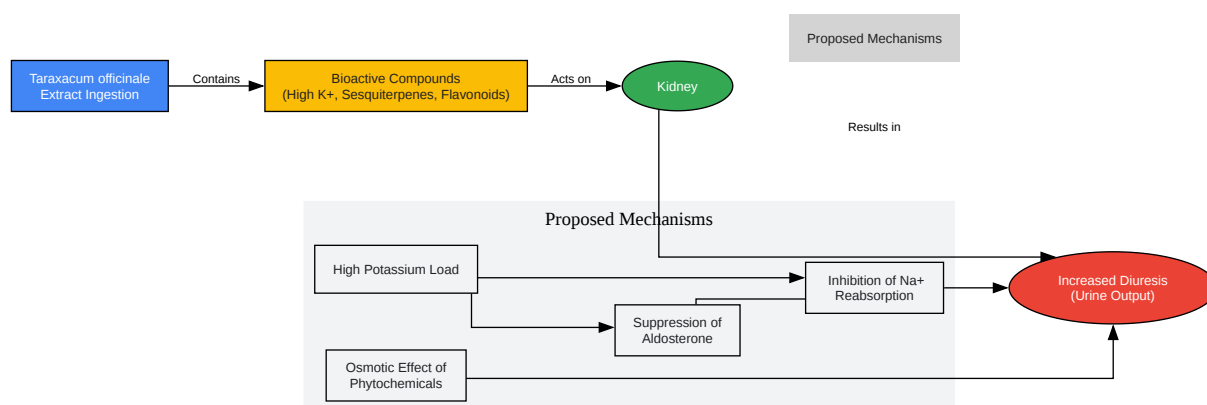 Proposed Mechanisms
Taraxacum officinale
Extract Ingestion
Contains
Bioactive Compounds
(High K+, Sesquiterpenes, Flavonoids)
Acts on
Kidney
Results in
Proposed Mechanisms
High Potassium Load
Inhibition of Na+
Reabsorption
Increased Diuresis
(Urine Output)
Suppression of
Aldosterone
Osmotic Effect of
Phytochemicals